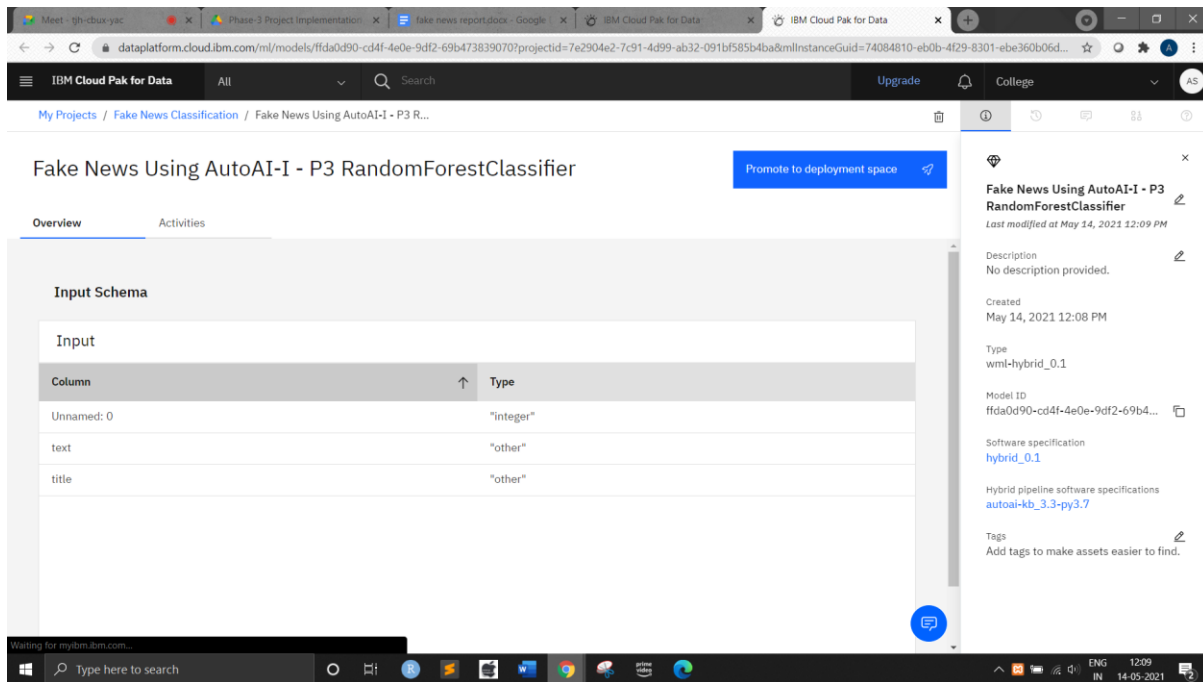 Meet - tjh-cbux-yac
Phase-3 Project Implementation
fake news report.docx - Google
IBM Cloud Pak for Data
IBM Cloud Pak for Data
dataplatform.cloud.ibm.com/ml/models/ffda0d90-cd4f-4e0e-9df2-69b473839070?projectid=7e2904e2-7c91-4d99-ab32-091bf585b4ba&mlInstanceGuid=74084810-eb0b-4f29-8301-ebe360b06d...
A
IBM Cloud Pak for Data
All
Search
Upgrade
College
AS
My Projects / Fake News Classification / Fake News Using AutoAI-I - P3 R...
Fake News Using AutoAI-I - P3 RandomForestClassifier
Promote to deployment space
Overview
Activities
Input Schema
Input
Column Type
Unnamed: 0 "integer"
text "other"
title "other"
Fake News Using AutoAI-I - P3
RandomForestClassifier
Last modified at May 14, 2021 12:09 PM
Description
No description provided.
Created
May 14, 2021 12:08 PM
Type
wml-hybrid_0.1
Model ID
ffda0d90-cd4f-4e0e-9df2-69b4...
Software specification
hybrid_0.1
Hybrid pipeline software specifications
autoai-kb_3.3-py3.7
Tags
Add tags to make assets easier to find.
Waiting for myibm.ibm.com...
Type here to search
R
prime
video
ENG
IN
12:09
14-05-2021
2